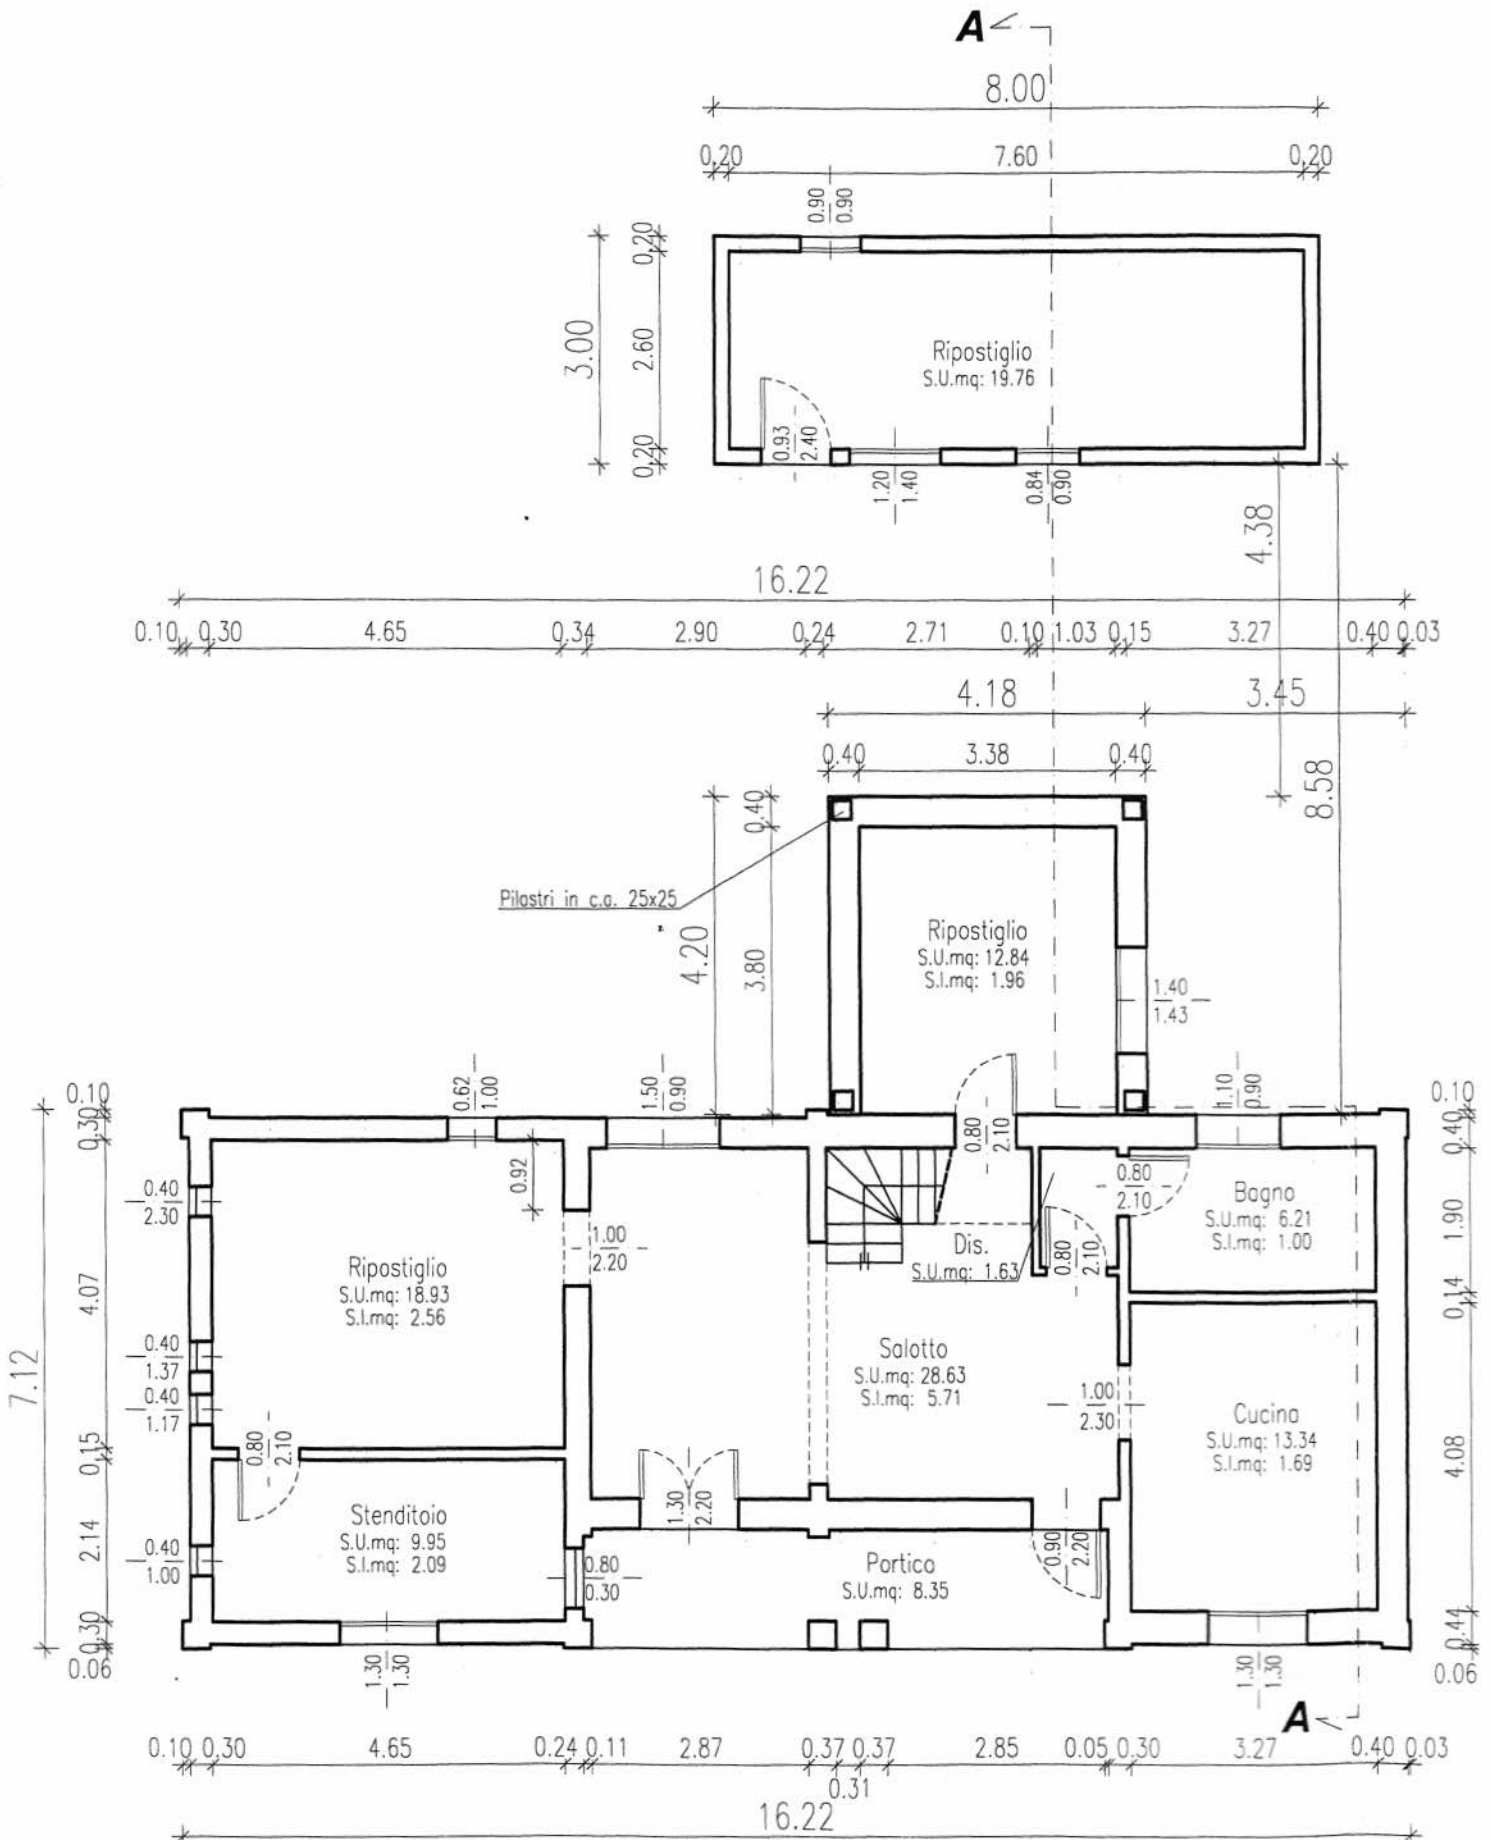 A
8.00
0.20 7.60 0.20
0.90
0.90
3.00
0.20
2.60
0.20
Ripostiglio
S.U.mq: 19.76
0.93
2.40
1.20
1.40
0.84
0.90
4.38
8.58
16.22
0.10 0.30 4.65 0.34 2.90 0.24 2.71 0.10 1.03 0.15 3.27 0.40 0.03
4.18 3.45
0.40 3.38 0.40
4.20
0.40
3.80
Pilastri in c.a. 25x25
Ripostiglio
S.U.mq: 12.84
S.I.mq: 1.96
1.40
1.43
0.62
1.00
1.50
0.90
0.80
2.10
1.10
0.90
7.12
0.10
0.30
4.07
0.15
2.14
0.30
0.06
0.10
0.40
1.90
0.14
4.08
0.44
0.06
0.40
2.30
0.92
1.00
2.20
0.80
2.10
Bagno
S.U.mq: 6.21
S.I.mq: 1.00
Dis.
S.U.mq: 1.63
0.80
2.10
Ripostiglio
S.U.mq: 18.93
S.I.mq: 2.56
0.40
1.37
0.40
1.17
Salotto
S.U.mq: 28.63
S.I.mq: 5.71
1.00
2.30
Cucina
S.U.mq: 13.34
S.I.mq: 1.69
0.80
2.10
Stenditoio
S.U.mq: 9.95
S.I.mq: 2.09
0.40
1.00
0.80
0.30
1.30
2.20
Portico
S.U.mq: 8.35
0.90
2.20
1.30
1.30
1.30
1.30
A
0.10 0.30 4.65 0.24 0.11 2.87 0.37 0.37 2.85 0.05 0.30 3.27 0.40 0.03
0.31
16.22